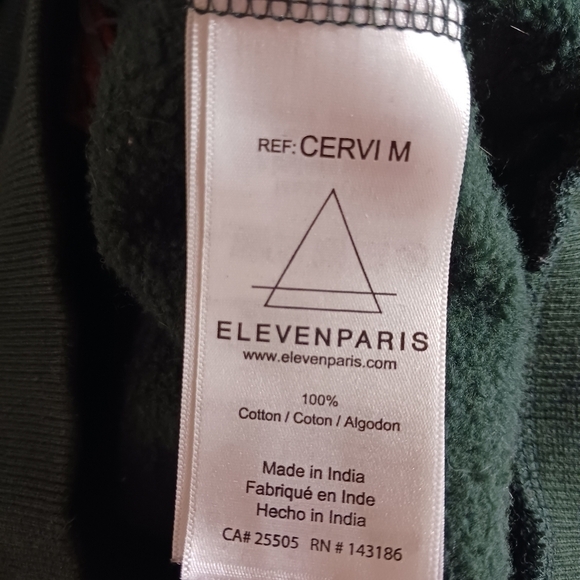 REF: CERVI M
ELEVENPARIS
www.elevenparis.com
100%
Cotton / Coton / Algodon
Made in India
Fabriqué en Inde
Hecho in India
CA# 25505 RN # 143186